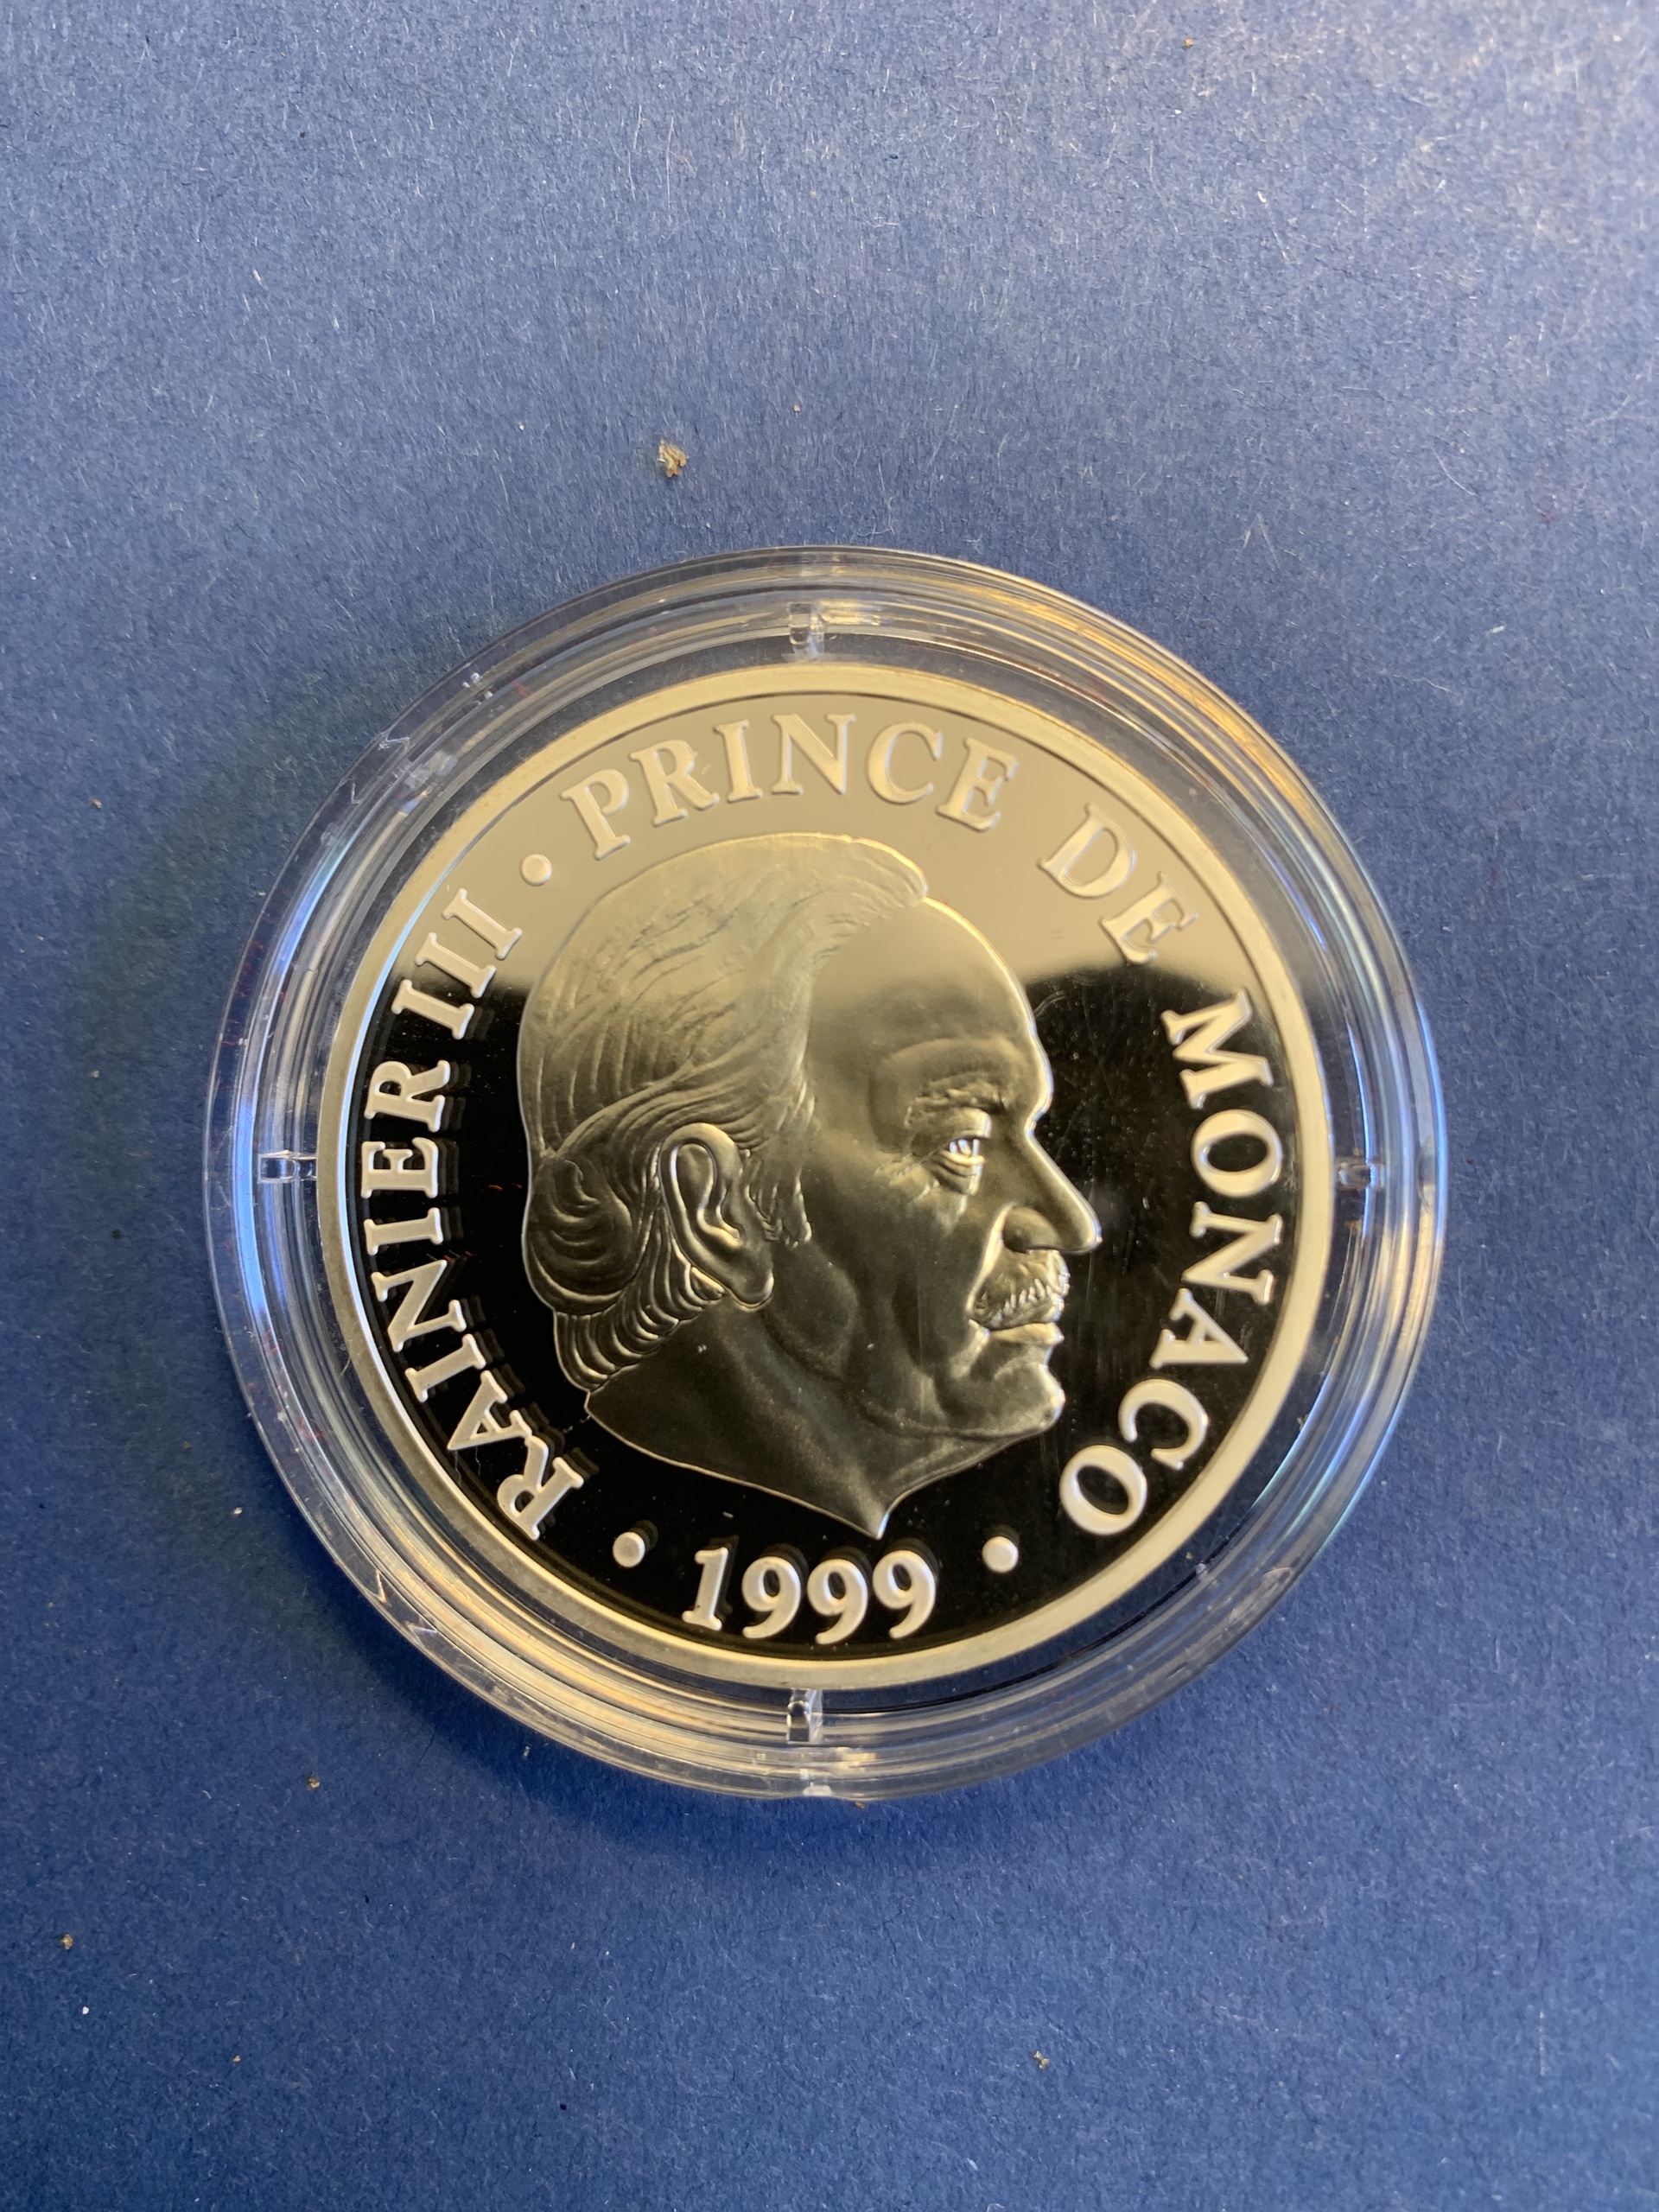 RAINIER III • PRINCE DE MONACO
• 1999 •